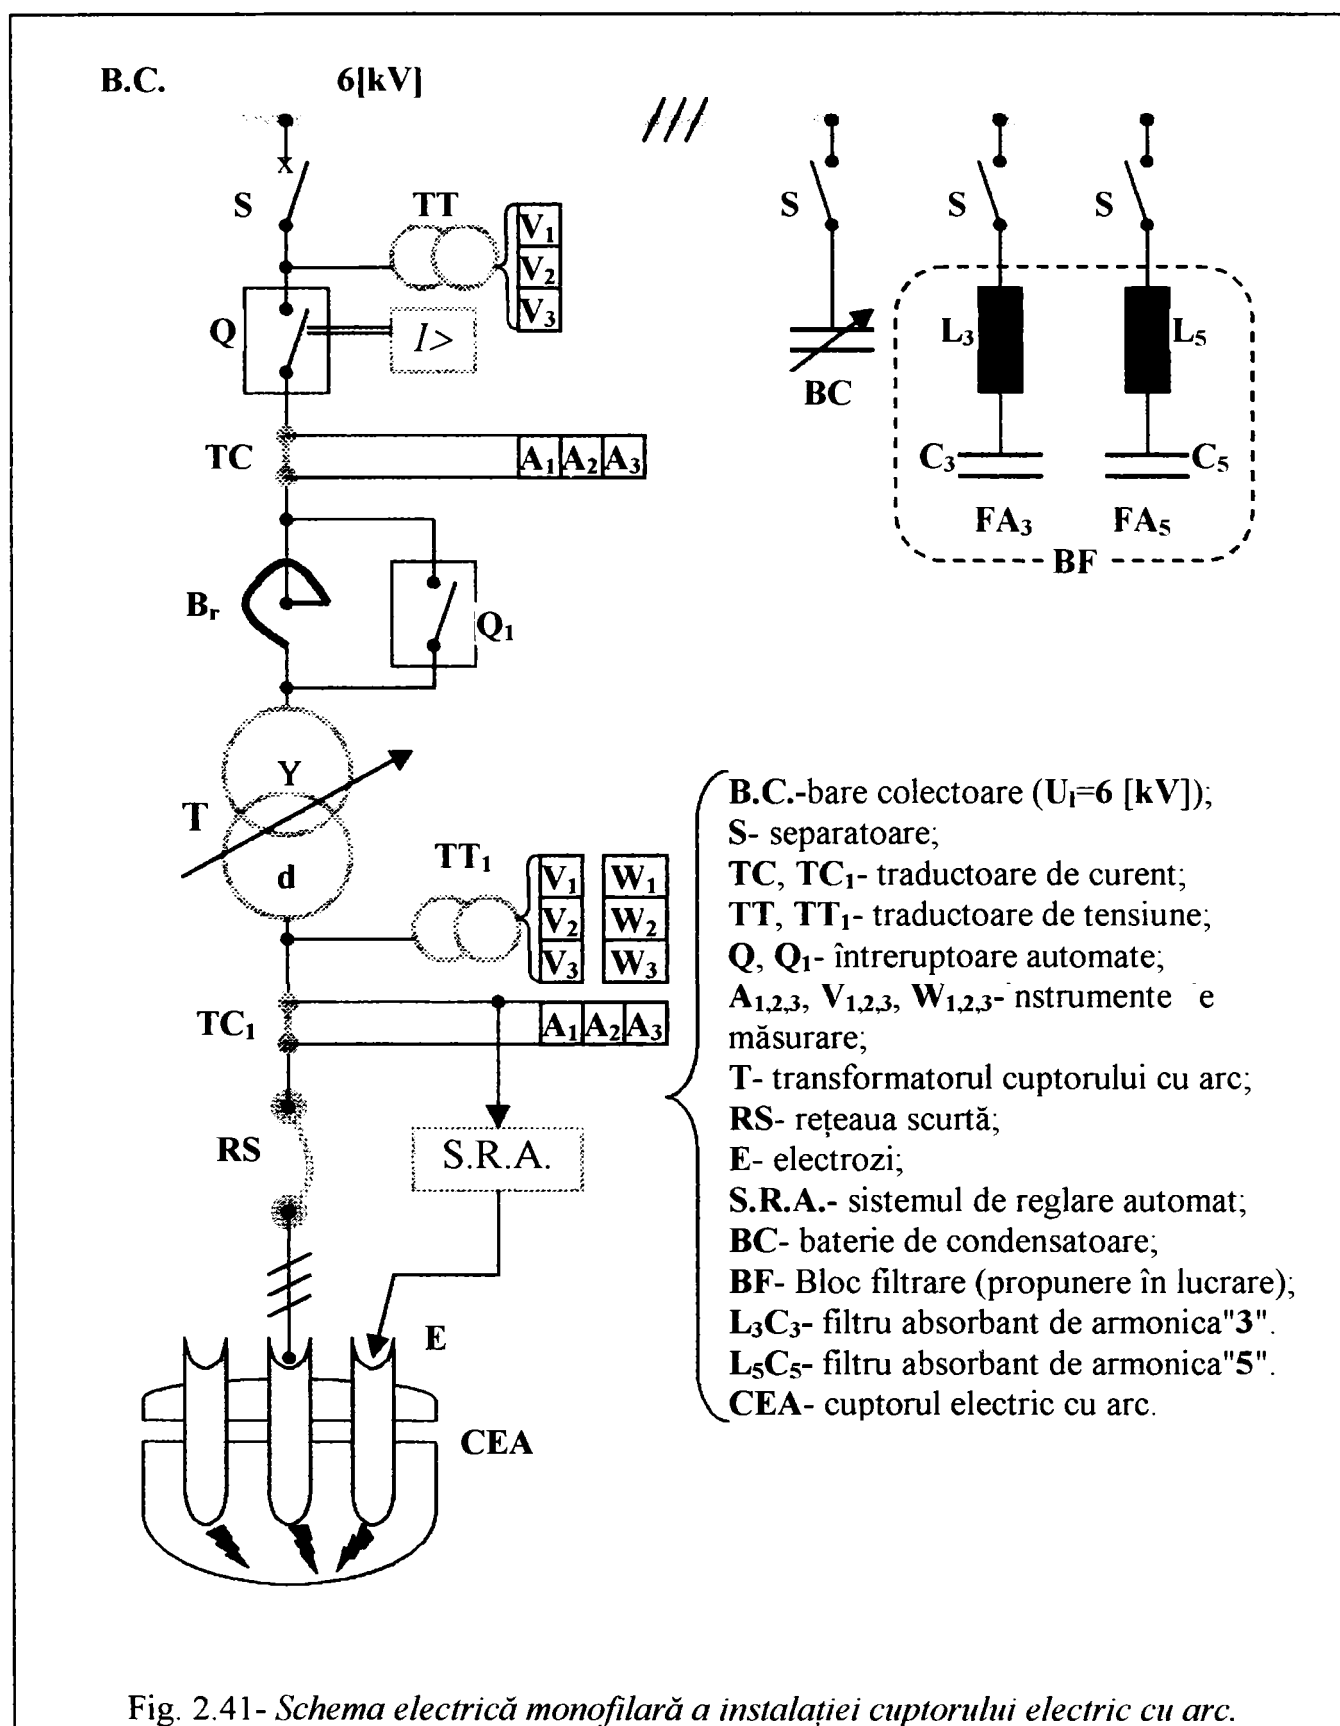 B.C. 6[kV]
S TT V₁ V₂ V₃
S S S
Q I>
L₃ L₅
BC
TC A₁ A₂ A₃
C₃ C₅
FA₃ FA₅
BF
Bᵣ Q₁
Y
T
d
TT₁ V₁ V₂ V₃ W₁ W₂ W₃
TC₁ A₁ A₂ A₃
RS S.R.A.
E
CEA
B.C.-bare colectoare (Uₗ=6 [kV]);
S- separatoare;
TC, TC₁- traductoare de curent;
TT, TT₁- traductoare de tensiune;
Q, Q₁- întreruptoare automate;
A₁,₂,₃, V₁,₂,₃, W₁,₂,₃- nstrumente e
măsurare;
T- transformatorul cuptorului cu arc;
RS- rețeaua scurtă;
E- electrozi;
S.R.A.- sistemul de reglare automat;
BC- baterie de condensatoare;
BF- Bloc filtrare (propunere în lucrare);
L₃C₃- filtru absorbant de armonica"3".
L₅C₅- filtru absorbant de armonica"5".
CEA- cuptorul electric cu arc.
Fig. 2.41- Schema electrică monofilară a instalației cuptorului electric cu arc.